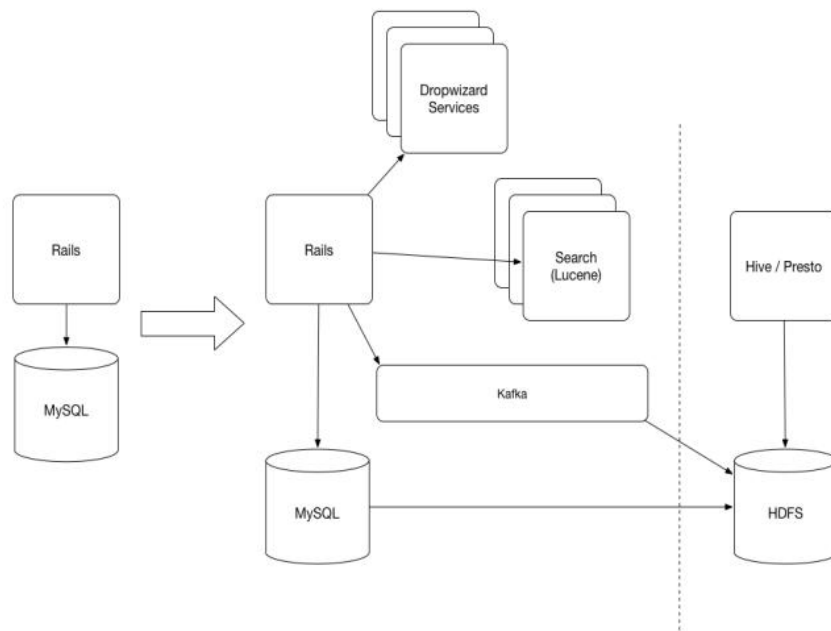 Dropwizard
Services
Rails
Rails
Search
(Lucene)
Hive / Presto
MySQL
Kafka
MySQL
HDFS